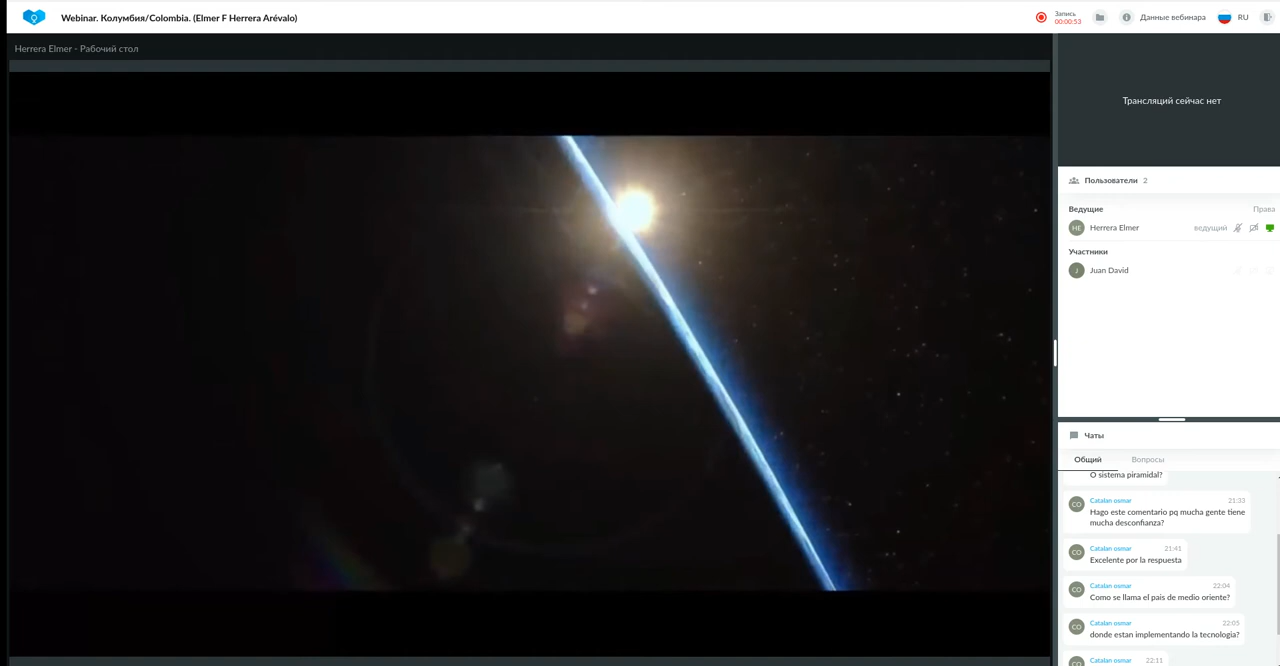 Webinar. Колумбия/Colombia. (Elmer F Herrera Arévalo)
Запись
00:00:53
Данные вебинара
RU
Herrera Elmer - Рабочий стол
Трансляций сейчас нет
Пользователи 2
Ведущие Права
HE Herrera Elmer ведущий
Участники
J Juan David
Чаты
Общий Вопросы
O sistema piramidal?
CO Catalan osmar 21:33
Hago este comentario pq mucha gente tiene
mucha desconfianza?
CO Catalan osmar 21:41
Excelente por la respuesta
CO Catalan osmar 22:04
Como se llama el pais de medio oriente?
CO Catalan osmar 22:05
donde estan implementando la tecnologia?
CO Catalan osmar 22:11